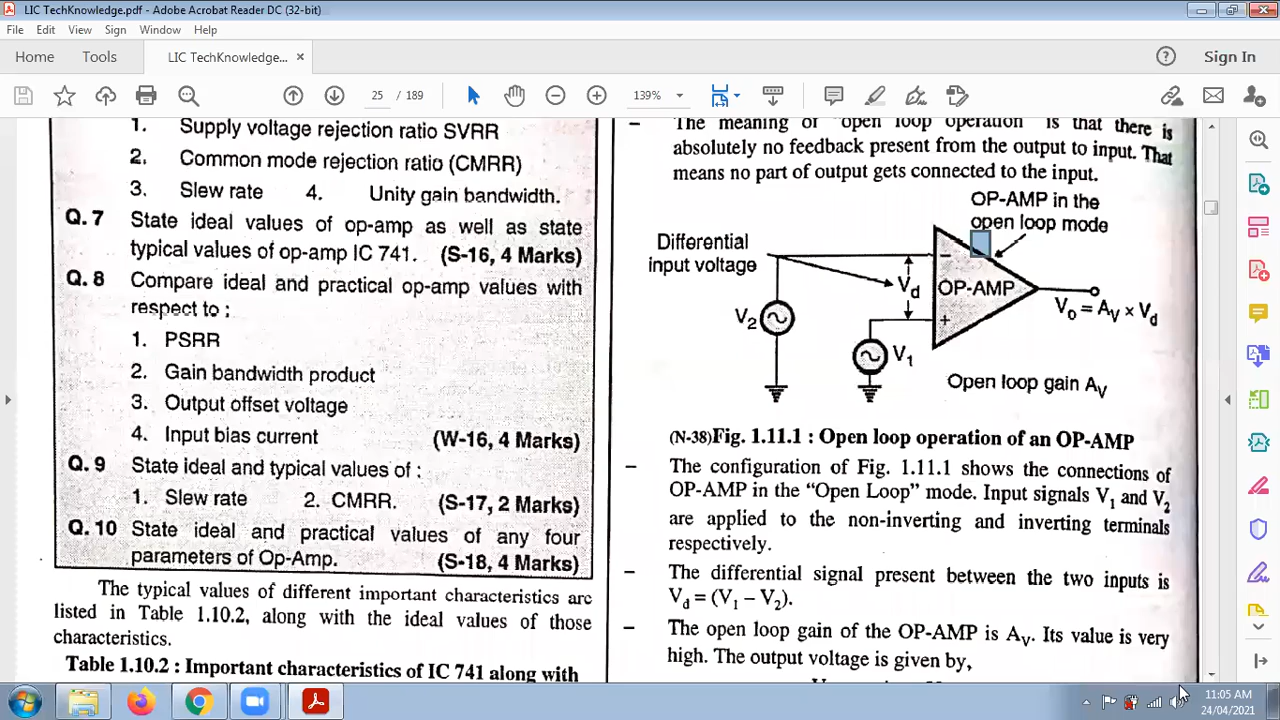 LIC TechKnowledge.pdf - Adobe Acrobat Reader DC (32-bit)
File Edit View Sign Window Help
Home Tools LIC TechKnowledge... × Sign In
25 / 189 139%
1. Supply voltage rejection ratio SVRR
2. Common mode rejection ratio (CMRR)
3. Slew rate 4. Unity gain bandwidth.
Q. 7 State ideal values of op-amp as well as state
typical values of op-amp IC 741. (S-16, 4 Marks)
Q. 8 Compare ideal and practical op-amp values with
respect to :
1. PSRR
2. Gain bandwidth product
3. Output offset voltage
4. Input bias current (W-16, 4 Marks)
Q. 9 State ideal and typical values of :
1. Slew rate 2. CMRR. (S-17, 2 Marks)
Q. 10 State ideal and practical values of any four
parameters of Op-Amp. (S-18, 4 Marks)
The typical values of different important characteristics are
listed in Table 1.10.2, along with the ideal values of those
characteristics.
Table 1.10.2 : Important characteristics of IC 741 along with
– The meaning of "open loop operation" is that there is
absolutely no feedback present from the output to input. That
means no part of output gets connected to the input.
OP-AMP in the
open loop mode
Differential
input voltage
Vd
–
OP-AMP
+
V2
V1
Vo = AV × Vd
Open loop gain AV
(N-38)Fig. 1.11.1 : Open loop operation of an OP-AMP
– The configuration of Fig. 1.11.1 shows the connections of
OP-AMP in the "Open Loop" mode. Input signals V1 and V2
are applied to the non-inverting and inverting terminals
respectively.
– The differential signal present between the two inputs is
Vd = (V1 – V2).
– The open loop gain of the OP-AMP is AV. Its value is very
high. The output voltage is given by,
11:05 AM
24/04/2021